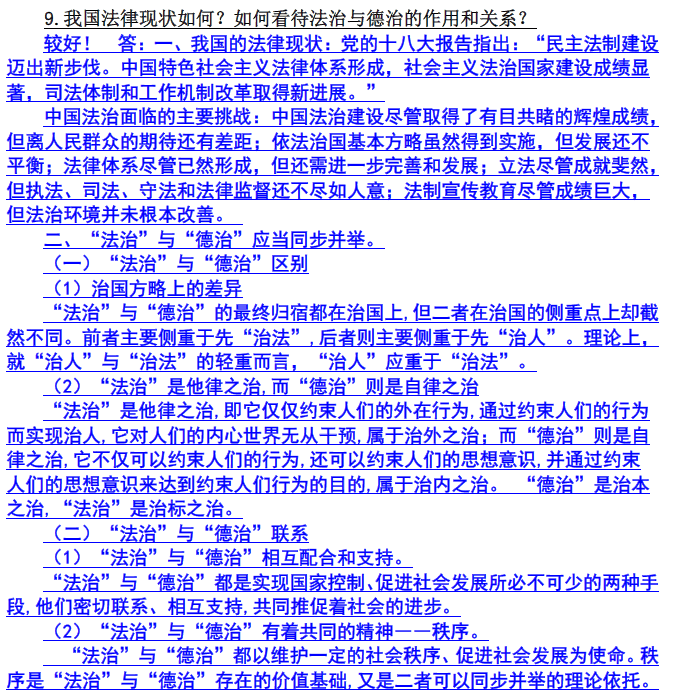 9.我国法律现状如何?如何看待法治与德治的作用和关系?
较好! 答:一、我国的法律现状:党的十八大报告指出:“民主法制建设
迈出新步伐。中国特色社会主义法律体系形成,社会主义法治国家建设成绩显
著,司法体制和工作机制改革取得新进展。”
中国法治面临的主要挑战:中国法治建设尽管取得了有目共睹的辉煌成绩,
但离人民群众的期待还有差距;依法治国基本方略虽然得到实施,但发展还不
平衡;法律体系尽管已然形成,但还需进一步完善和发展;立法尽管成就斐然,
但执法、司法、守法和法律监督还不尽如人意;法制宣传教育尽管成绩巨大,
但法治环境并未根本改善。
二、“法治”与“德治”应当同步并举。
(一)“法治”与“德治”区别
(1)治国方略上的差异
“法治”与“德治”的最终归宿都在治国上,但二者在治国的侧重点上却截
然不同。前者主要侧重于先“治法”,后者则主要侧重于先“治人”。理论上,
就“治人”与“治法”的轻重而言,“治人”应重于“治法”。
(2)“法治”是他律之治,而“德治”则是自律之治
“法治”是他律之治,即它仅仅约束人们的外在行为,通过约束人们的行为
而实现治人,它对人们的内心世界无从干预,属于治外之治;而“德治”则是自
律之治,它不仅可以约束人们的行为,还可以约束人们的思想意识,并通过约束
人们的思想意识来达到约束人们行为的目的,属于治内之治。 “德治”是治本
之治,“法治”是治标之治。
(二)“法治”与“德治”联系
(1)“法治”与“德治”相互配合和支持。
“法治”与“德治”都是实现国家控制、促进社会发展所必不可少的两种手
段,他们密切联系、相互支持,共同推促着社会的进步。
(2)“法治”与“德治”有着共同的精神一一秩序。
“法治”与“德治”都以维护一定的社会秩序、促进社会发展为使命。秩
序是“法治”与“德治”存在的价值基础,又是二者可以同步并举的理论依托。